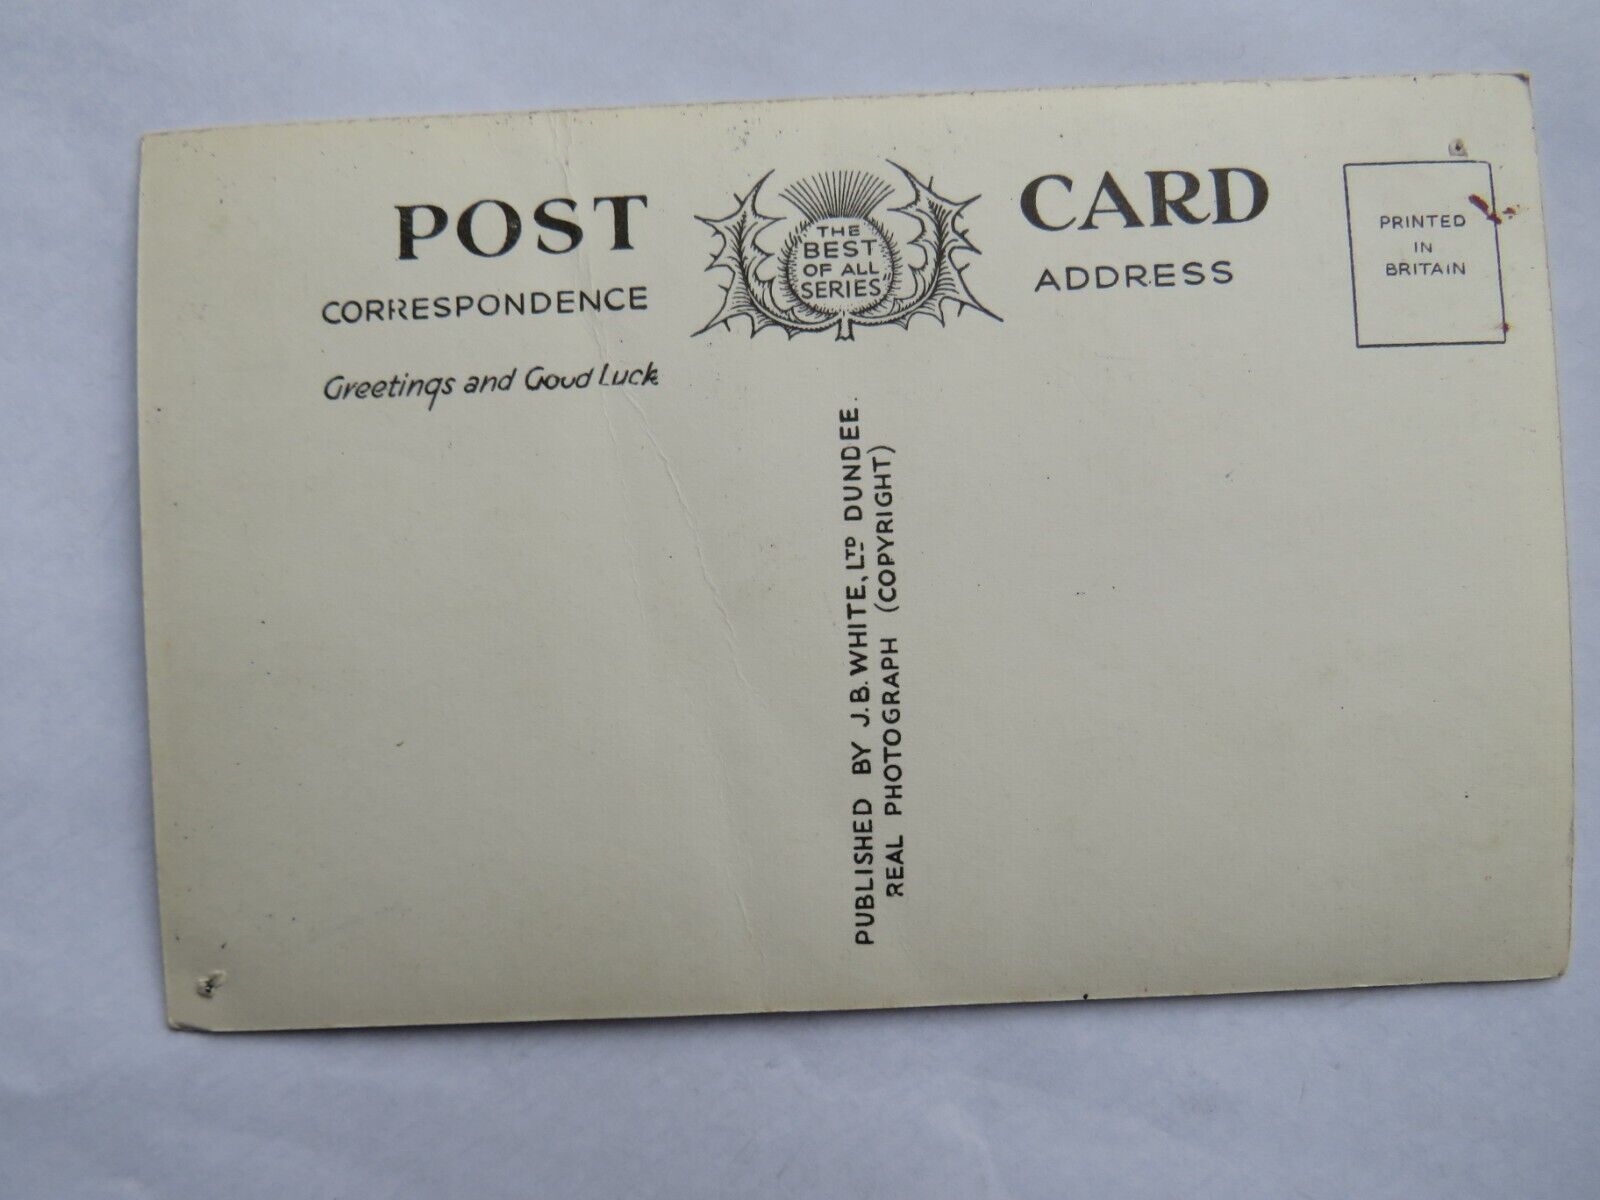 POST CARD
THE
BEST
OF ALL
SERIES"
CORRESPONDENCE
ADDRESS
PRINTED
IN
BRITAIN
Greetings and Good Luck
PUBLISHED BY J.B. WHITE, LTD DUNDEE.
REAL PHOTOGRAPH (COPYRIGHT)